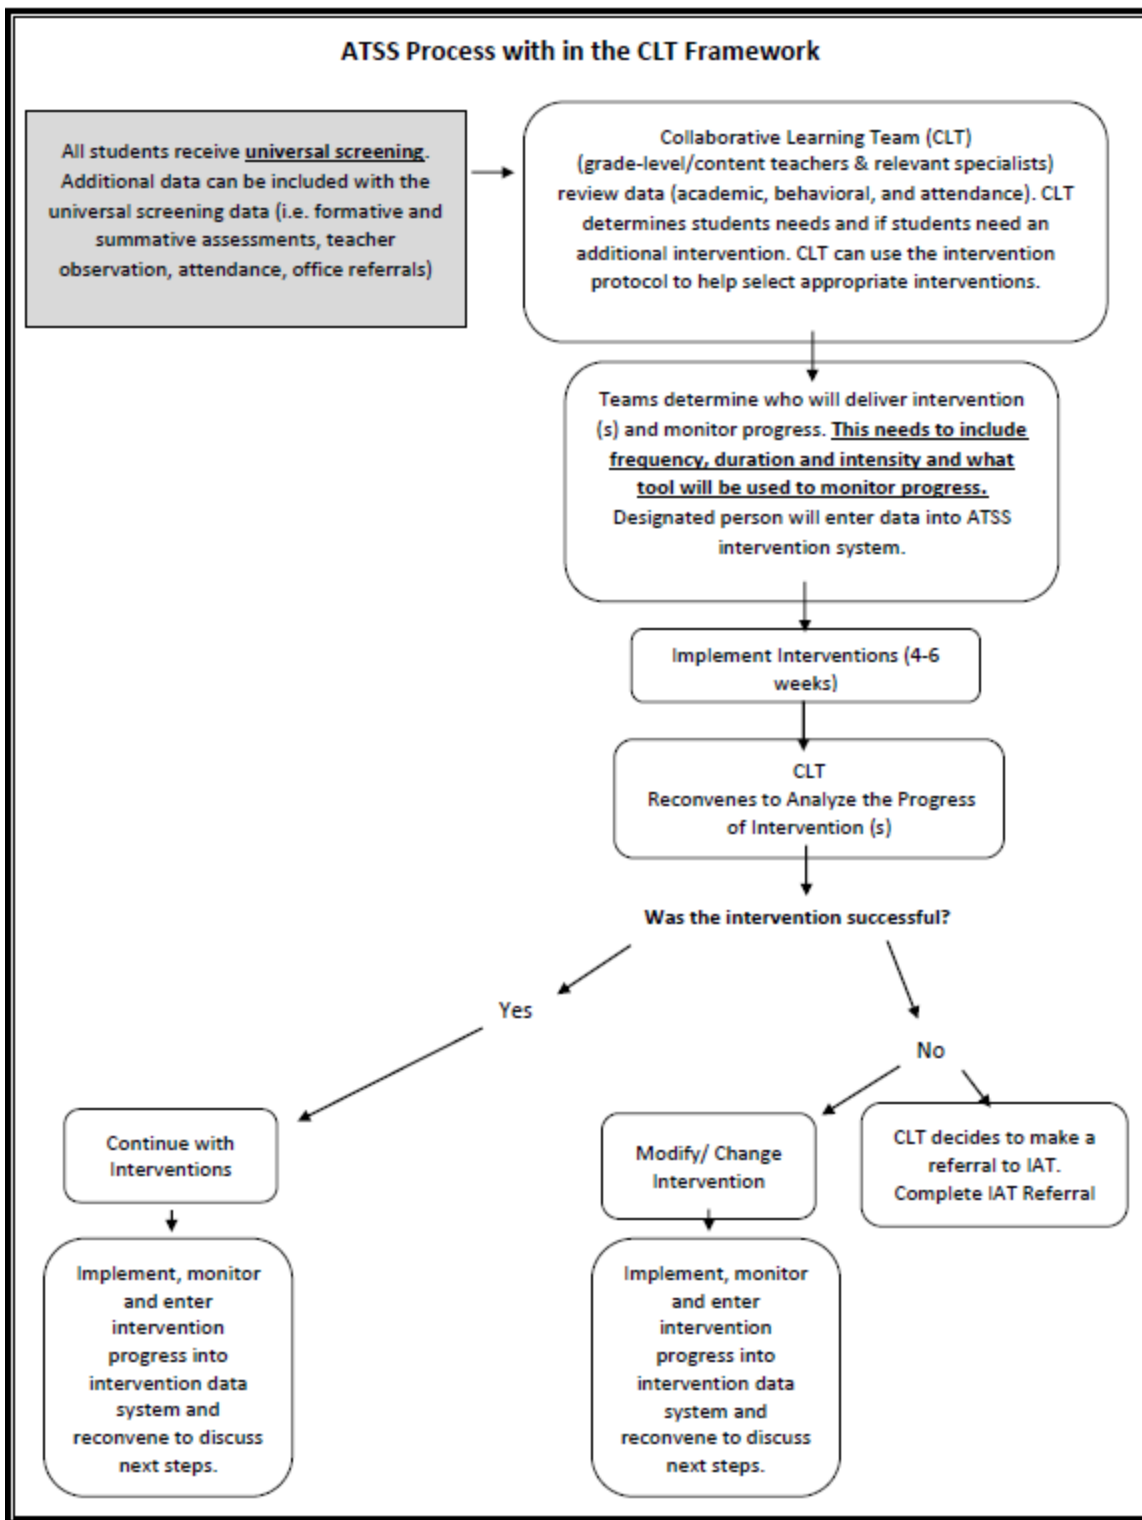 ATSS Process with in the CLT Framework
All students receive universal screening.
Additional data can be included with the
universal screening data (i.e. formative and
summative assessments, teacher
observation, attendance, office referrals)
Collaborative Learning Team (CLT)
(grade-level/content teachers & relevant specialists)
review data (academic, behavioral, and attendance). CLT
determines students needs and if students need an
additional intervention. CLT can use the intervention
protocol to help select appropriate interventions.
Teams determine who will deliver intervention
(s) and monitor progress. This needs to include
frequency, duration and intensity and what
tool will be used to monitor progress.
Designated person will enter data into ATSS
intervention system.
Implement Interventions (4-6
weeks)
CLT
Reconvenes to Analyze the Progress
of Intervention (s)
Was the intervention successful?
Yes
No
Continue with
Interventions
Modify/ Change
Intervention
CLT decides to make a
referral to IAT.
Complete IAT Referral
Implement, monitor
and enter
intervention
progress into
intervention data
system and
reconvene to discuss
next steps.
Implement, monitor
and enter
intervention
progress into
intervention data
system and
reconvene to discuss
next steps.